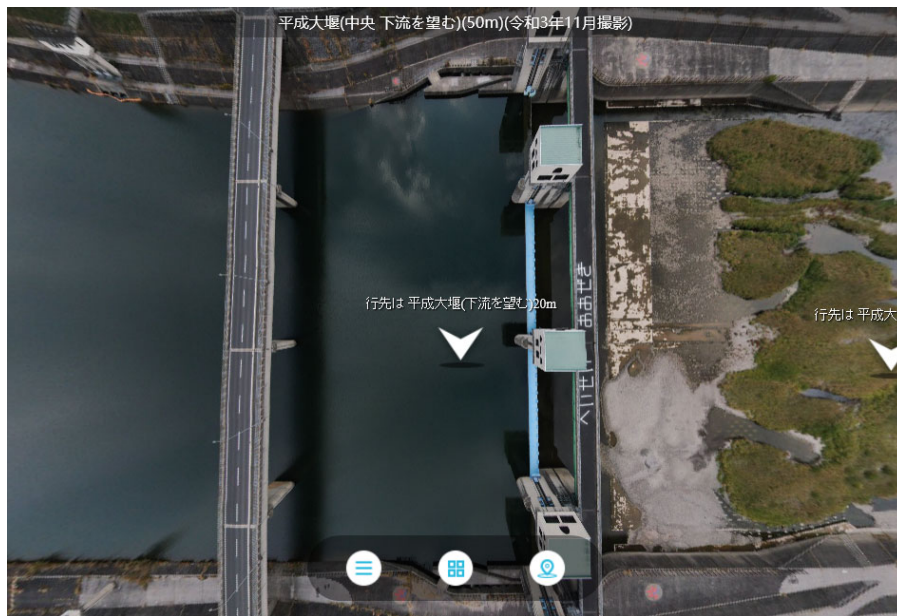 平成大堰(中央 下流を望む)(50m)(令和3年11月撮影)
行先は 平成大堰(下流を望む)20m
行先は 平成大
へいせいおおぜき